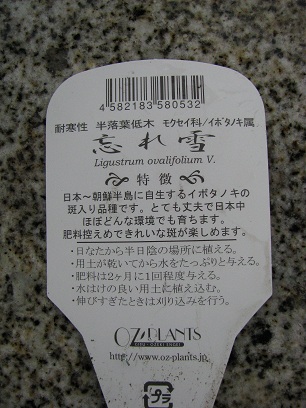 4582183580532
耐寒性 半落葉低木 モクセイ科/イボタノキ属
忘れ雪
Ligustrum ovalifolium V.
特徴
日本～朝鮮半島に自生するイボタノキの
斑入り品種です。とても丈夫で日本中
ほぼどんな環境でも育ちます。
肥料控えめできれいな斑が楽しめます。
・日なたから半日陰の場所に植える。
・用土が乾いてから水をたっぷりと与える。
・肥料は2ヶ月に1回程度与える。
・水はけの良い用土に植え込む。
・伸びすぎたときは刈り込みを行う。
OZ PLANTS
http://www.oz-plants.jp
プラ